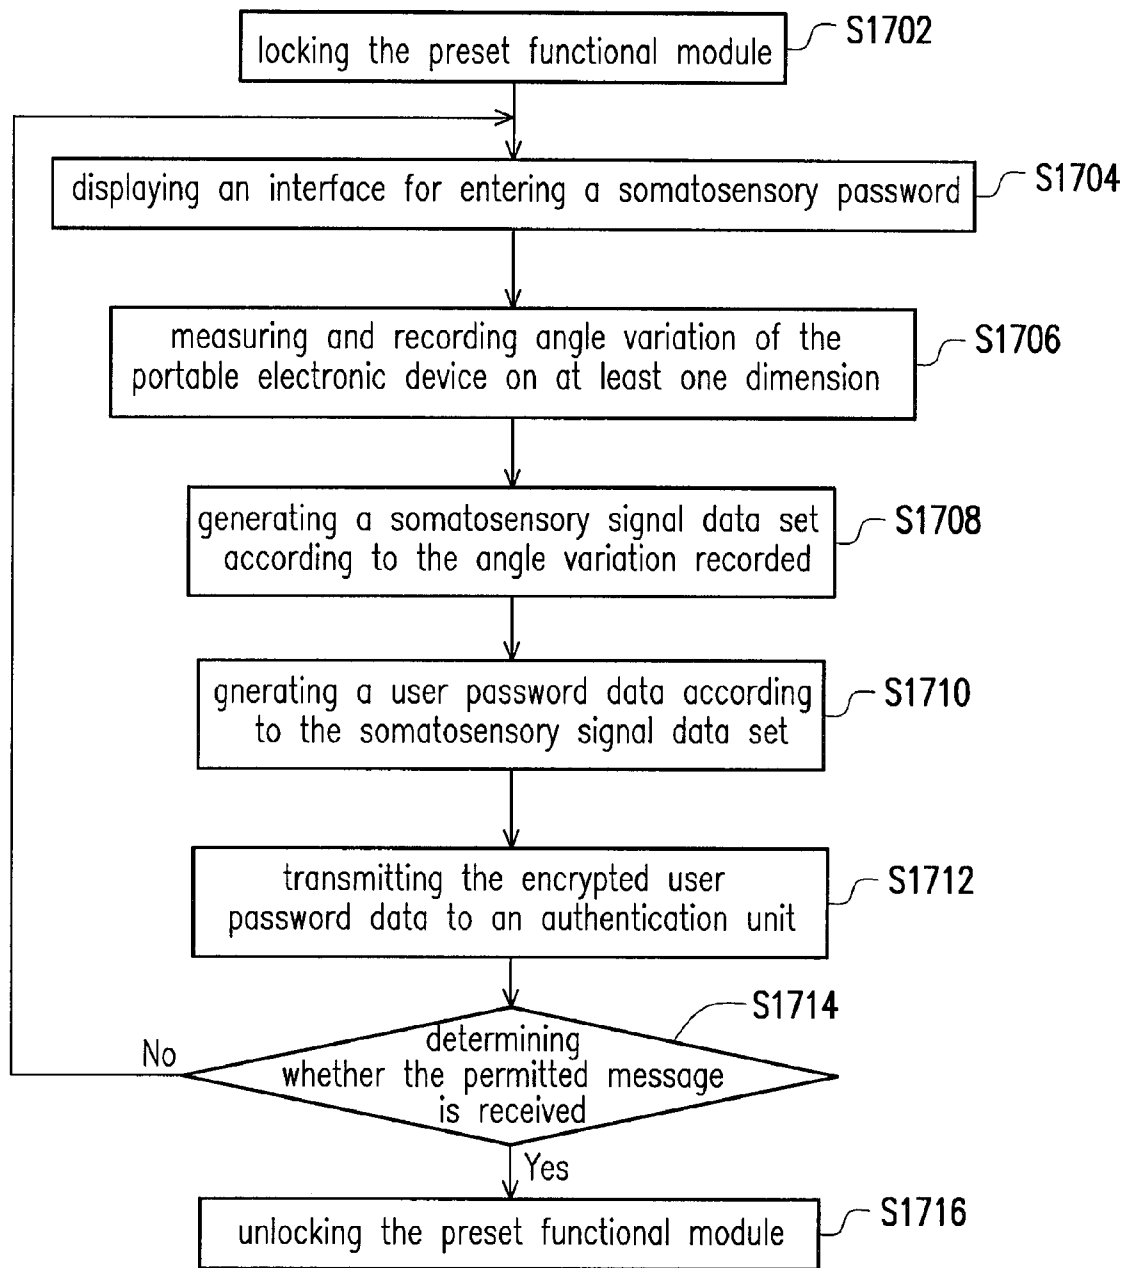 locking the preset functional module
S1702
displaying an interface for entering a somatosensory password
S1704
measuring and recording angle variation of the
portable electronic device on at least one dimension
S1706
generating a somatosensory signal data set
according to the angle variation recorded
S1708
gnerating a user password data according
to the somatosensory signal data set
S1710
transmitting the encrypted user
password data to an authentication unit
S1712
determining
whether the permitted message
is received
S1714
No
Yes
unlocking the preset functional module
S1716